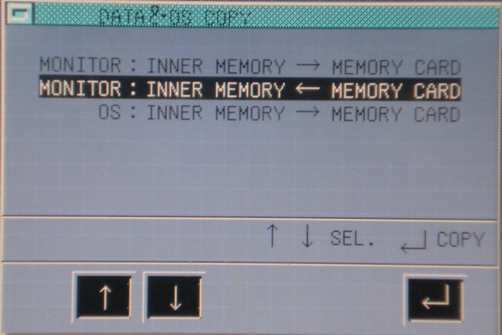 DATA&OS COPY
MONITOR : INNER MEMORY → MEMORY CARD
MONITOR : INNER MEMORY ← MEMORY CARD
OS : INNER MEMORY → MEMORY CARD
↑ ↓ SEL. ↵ COPY
↑ ↓ ↵